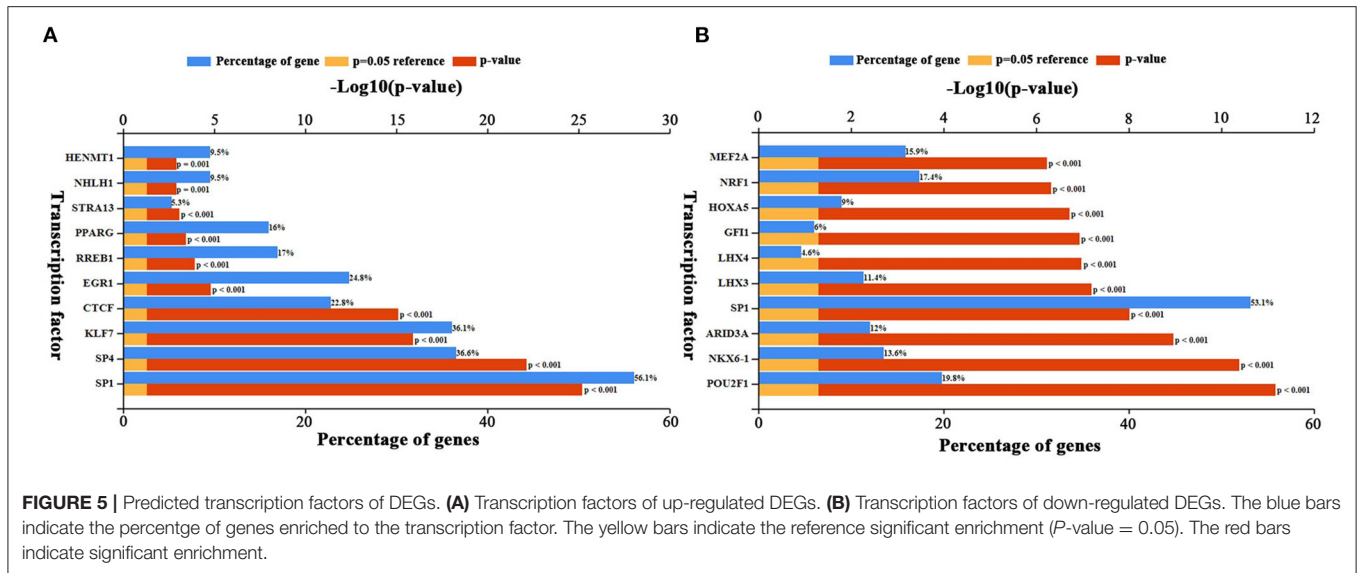 A
Percentage of gene p=0.05 reference p-value
-Log10(p-value)
0 5 10 15 20 25 30
Transcription factor
HENMT1 9.5%
p = 0.001
NHLH1 9.5%
p = 0.001
STRA13 5.3%
p < 0.001
PPARG 16%
p < 0.001
RREB1 17%
p < 0.001
EGR1 24.8%
p < 0.001
CTCF 22.8%
p < 0.001
KLF7 36.1%
p < 0.001
SP4 36.6%
p < 0.001
SP1 56.1%
p < 0.001
0 20 40 60
Percentage of genes
B
Percentage of gene p=0.05 reference p-value
-Log10(p-value)
0 2 4 6 8 10 12
Transcription factor
MEF2A 15.9%
p < 0.001
NRF1 17.4%
p < 0.001
HOXA5 9%
p < 0.001
GFI1 6%
p < 0.001
LHX4 4.6%
p < 0.001
LHX3 11.4%
p < 0.001
SP1 53.1%
p < 0.001
ARID3A 12%
p < 0.001
NKX6-1 13.6%
p < 0.001
POU2F1 19.8%
p < 0.001
0 20 40 60
Percentage of genes
FIGURE 5 | Predicted transcription factors of DEGs. (A) Transcription factors of up-regulated DEGs. (B) Transcription factors of down-regulated DEGs. The blue bars
indicate the percentge of genes enriched to the transcription factor. The yellow bars indicate the reference significant enrichment (P-value = 0.05). The red bars
indicate significant enrichment.